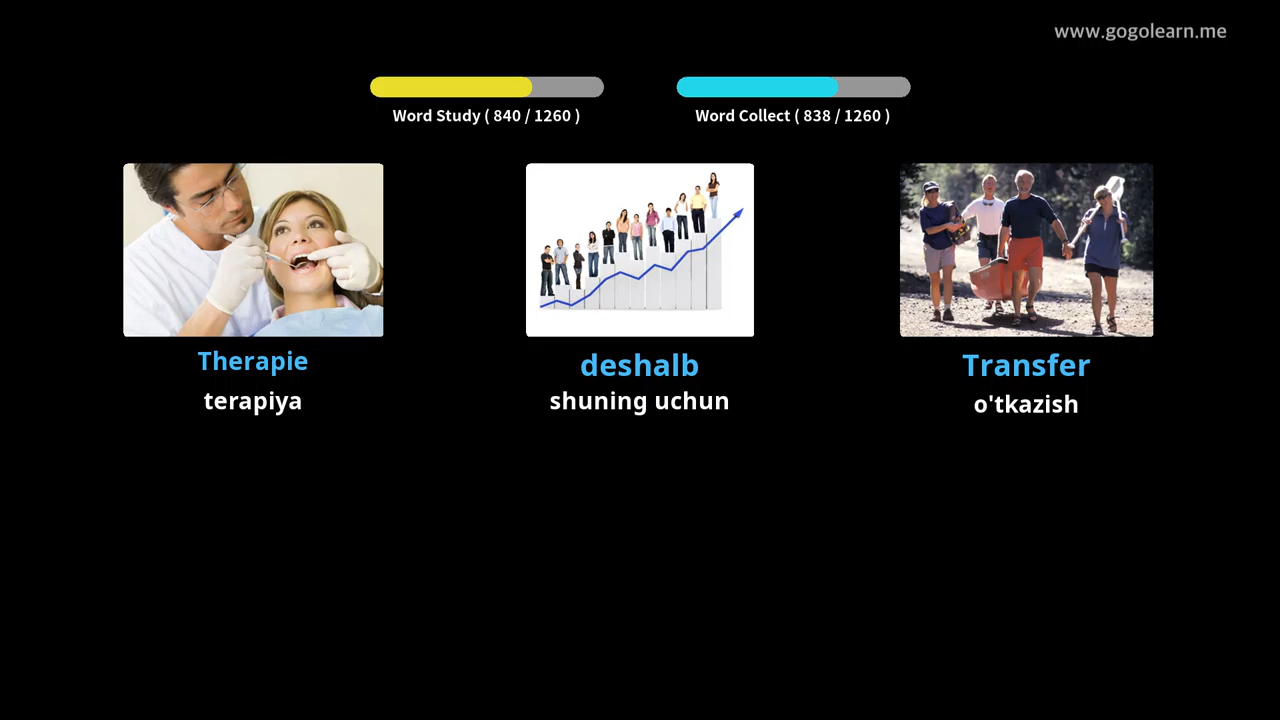 www.gogolearn.me
Word Study ( 840 / 1260 )
Word Collect ( 838 / 1260 )
Therapie
terapiya
deshalb
shuning uchun
Transfer
o'tkazish